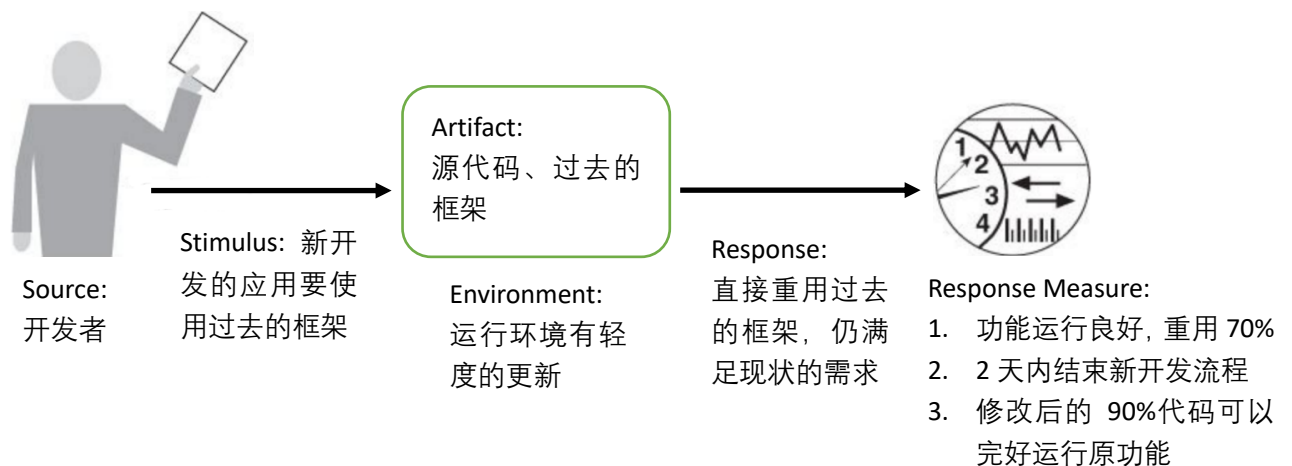 Source:
开发者
Stimulus: 新开
发的应用要使
用过去的框架
Artifact:
源代码、过去的
框架
Environment:
运行环境有轻
度的更新
Response:
直接重用过去
的框架，仍满
足现状的需求
1
2
3
4
Response Measure:
1. 功能运行良好，重用 70%
2. 2 天内结束新开发流程
3. 修改后的 90%代码可以
完好运行原功能